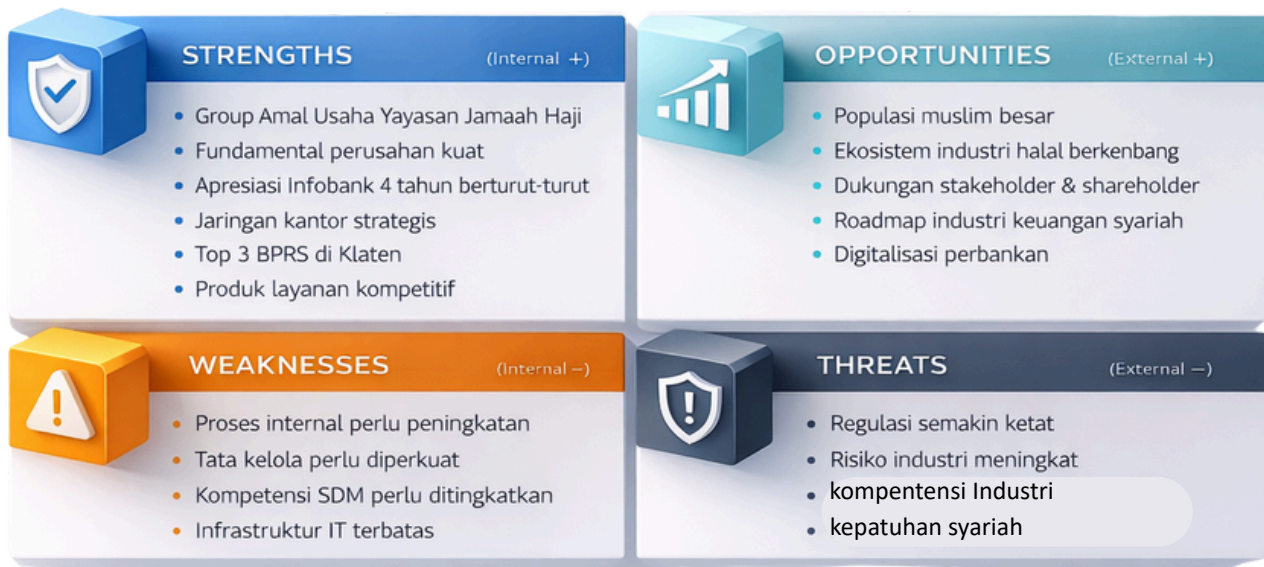 STRENGTHS (Internal +)
• Group Amal Usaha Yayasan Jamaah Haji
• Fundamental perusahan kuat
• Apresiasi Infobank 4 tahun berturut-turut
• Jaringan kantor strategis
• Top 3 BPRS di Klaten
• Produk layanan kompetitif
OPPORTUNITIES (External +)
• Populasi muslim besar
• Ekosistem industri halal berkenbang
• Dukungan stakeholder & shareholder
• Roadmap industri keuangan syariah
• Digitalisasi perbankan
WEAKNESSES (Internal –)
• Proses internal perlu peningkatan
• Tata kelola perlu diperkuat
• Kompetensi SDM perlu ditingkatkan
• Infrastruktur IT terbatas
THREATS (External —)
• Regulasi semakin ketat
• Risiko industri meningkat
• kompentensi Industri
• kepatuhan syariah